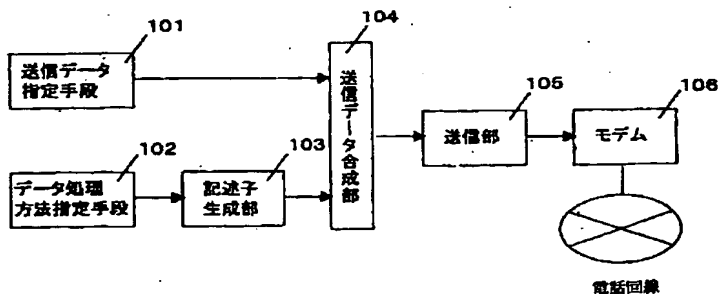 101
送信データ
指定手段
102
データ処理
方法指定手段
103
記述子
生成部
104
送信データ合成部
105
送信部
106
モデム
電話回線